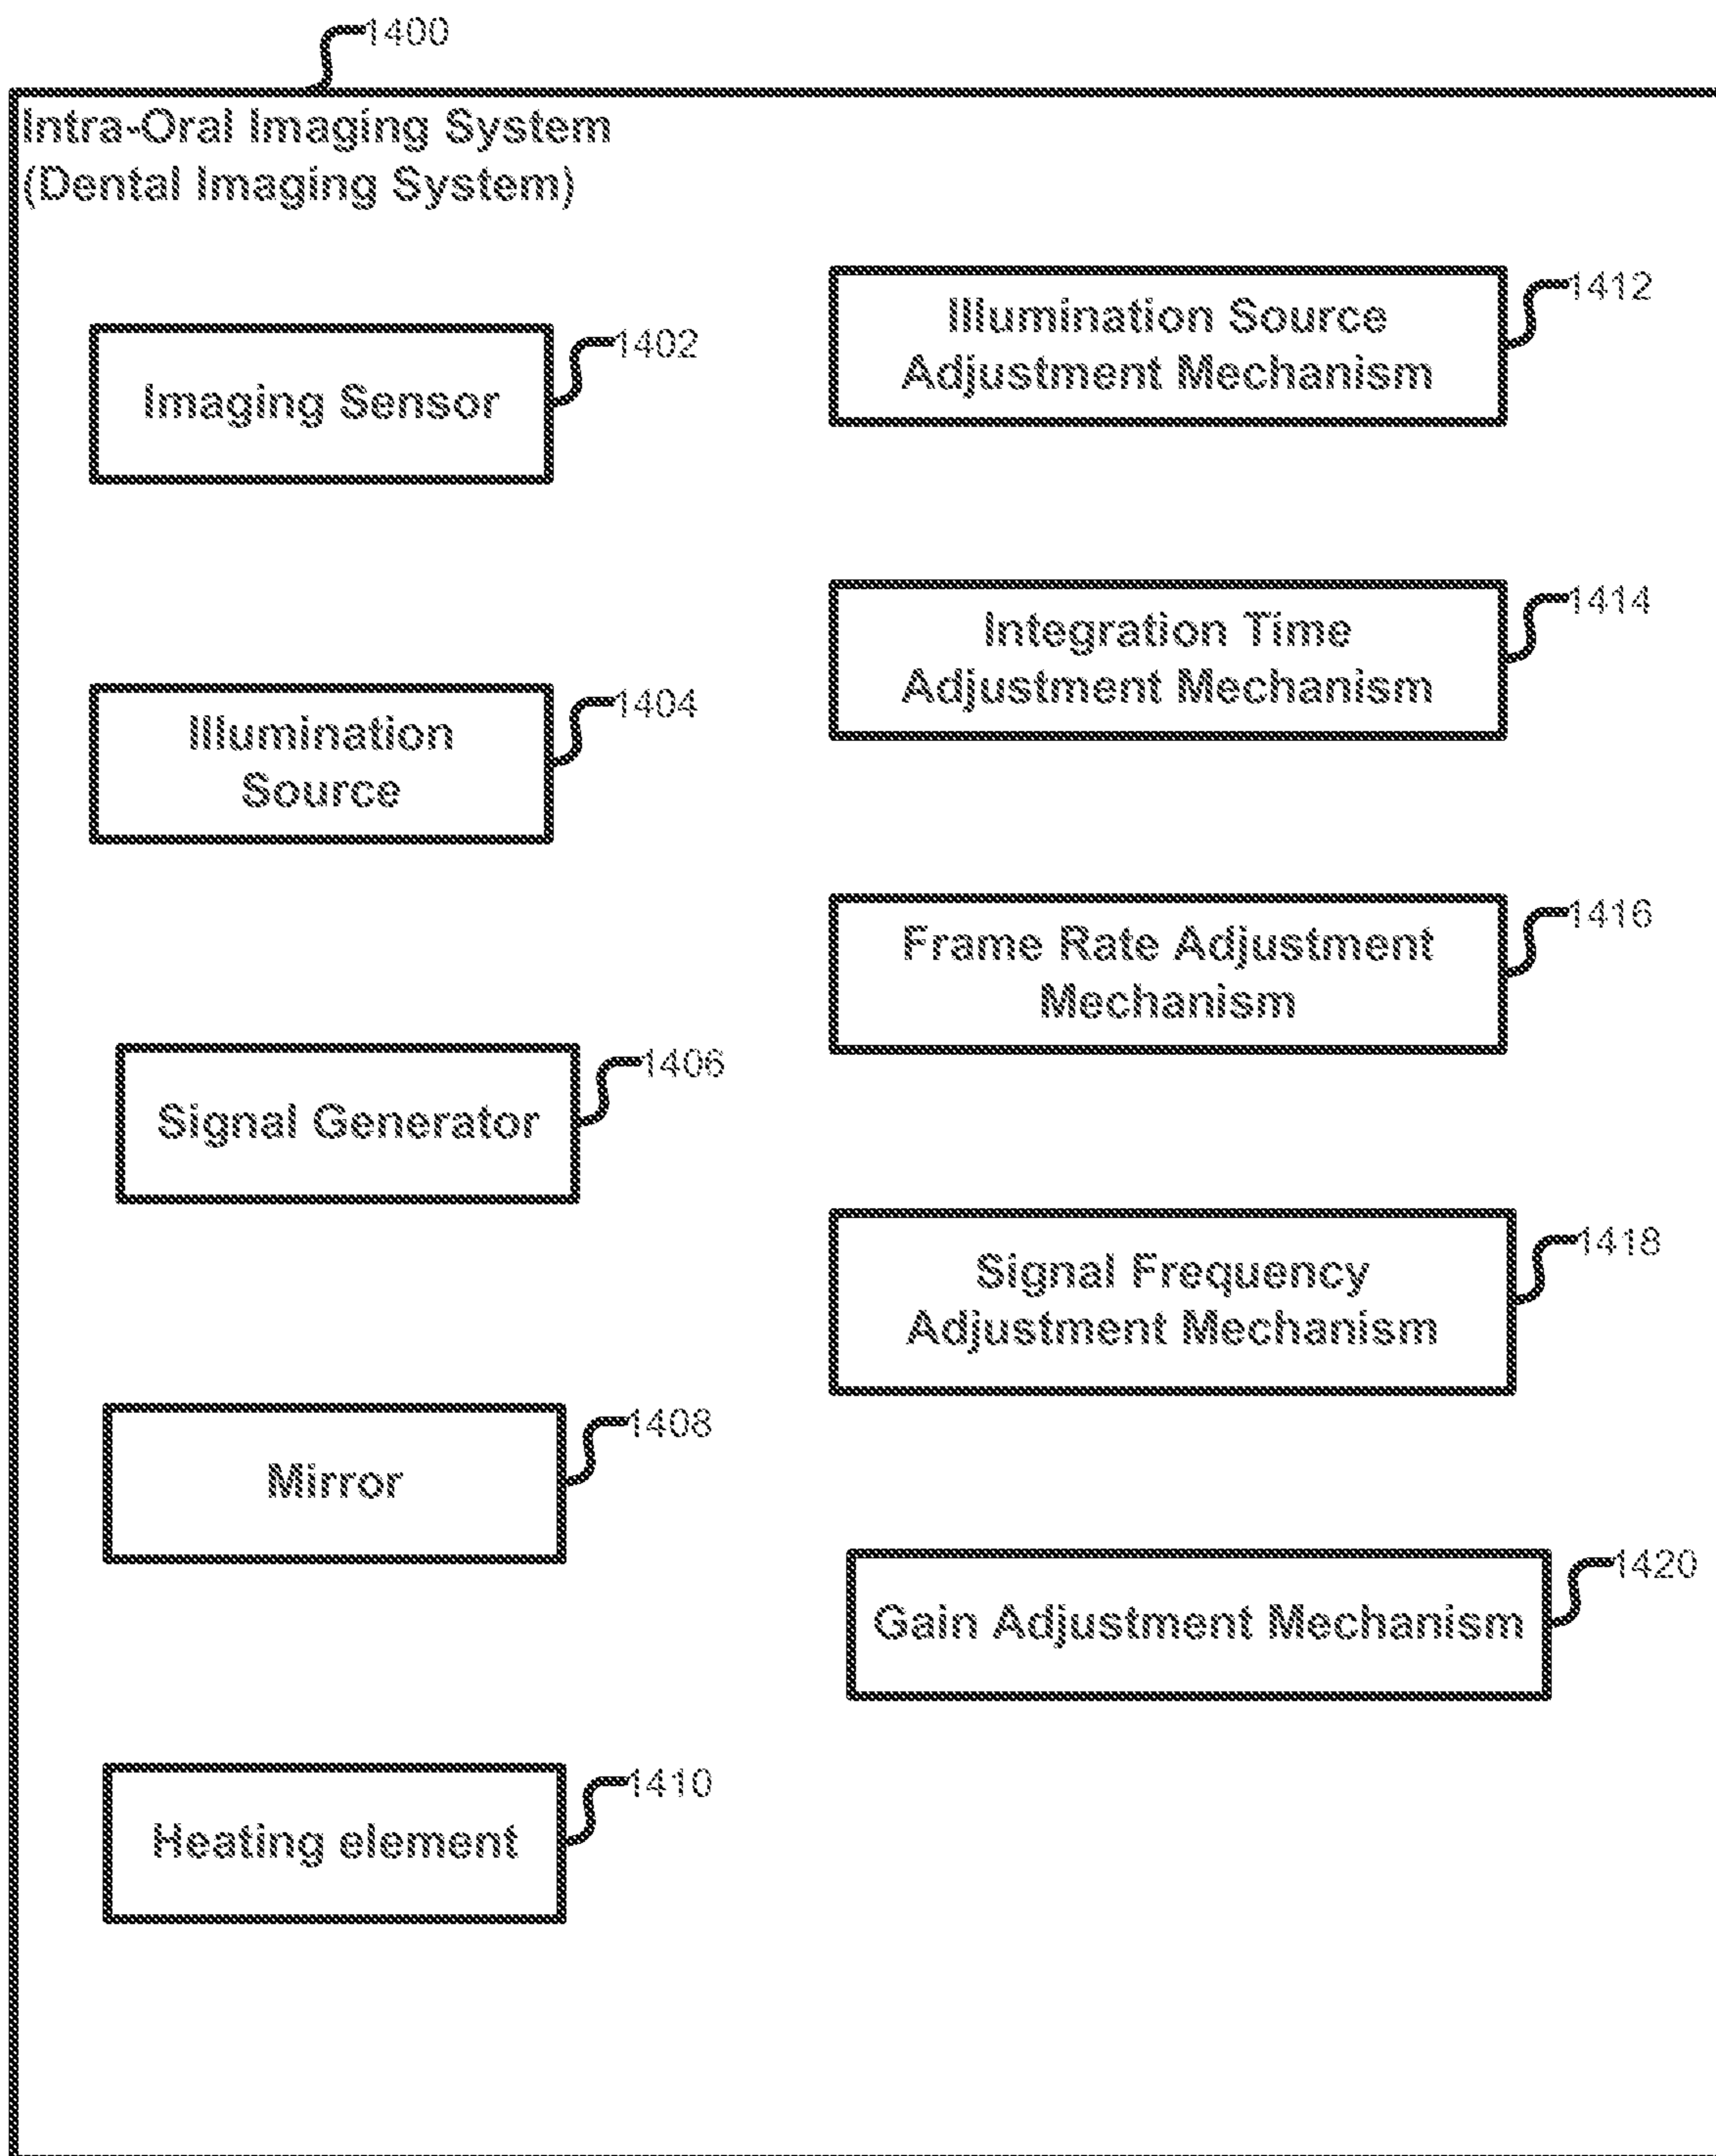 1400
Intra-Oral Imaging System
(Dental Imaging System)
Imaging Sensor
1402
Illumination
Source
1404
Signal Generator
1406
Mirror
1408
Heating element
1410
Illumination Source
Adjustment Mechanism
1412
Integration Time
Adjustment Mechanism
1414
Frame Rate Adjustment
Mechanism
1416
Signal Frequency
Adjustment Mechanism
1418
Gain Adjustment Mechanism
1420